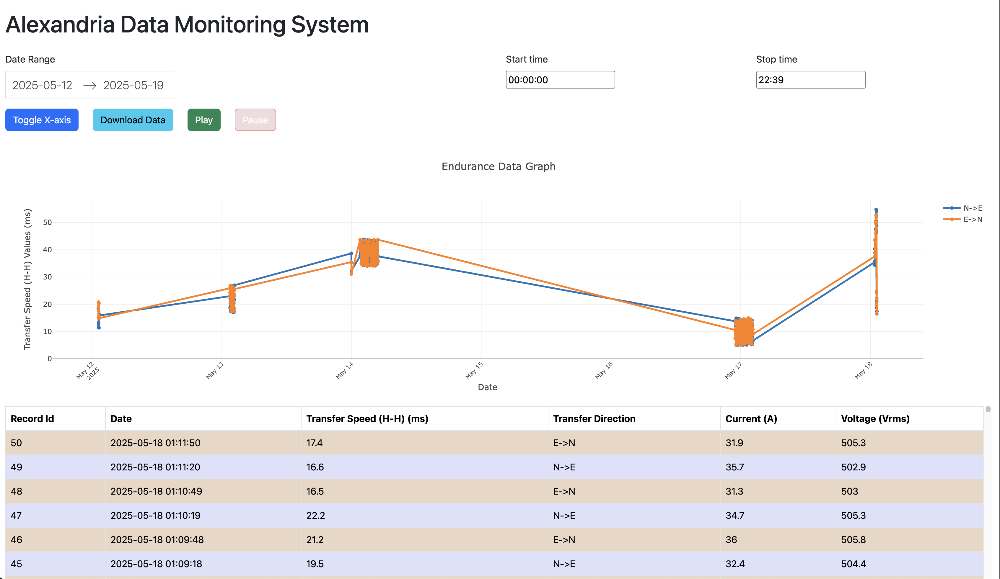 Alexandria Data Monitoring System
Date Range
Start time
Stop time
2025-05-12 → 2025-05-19
00:00:00
22:39
Toggle X-axis
Download Data
Play
Pause
Endurance Data Graph
Transfer Speed (H-H) Values (ms)
50
40
30
20
10
0
N->E
E->N
May 12
2025
May 13
May 14
May 15
May 16
May 17
May 18
Date
Record Id Date Transfer Speed (H-H) (ms) Transfer Direction Current (A) Voltage (Vrms)
50 2025-05-18 01:11:50 17.4 E->N 31.9 505.3
49 2025-05-18 01:11:20 16.6 N->E 35.7 502.9
48 2025-05-18 01:10:49 16.5 E->N 31.3 503
47 2025-05-18 01:10:19 22.2 N->E 34.7 505.3
46 2025-05-18 01:09:48 21.2 E->N 36 505.8
45 2025-05-18 01:09:18 19.5 N->E 32.4 504.4